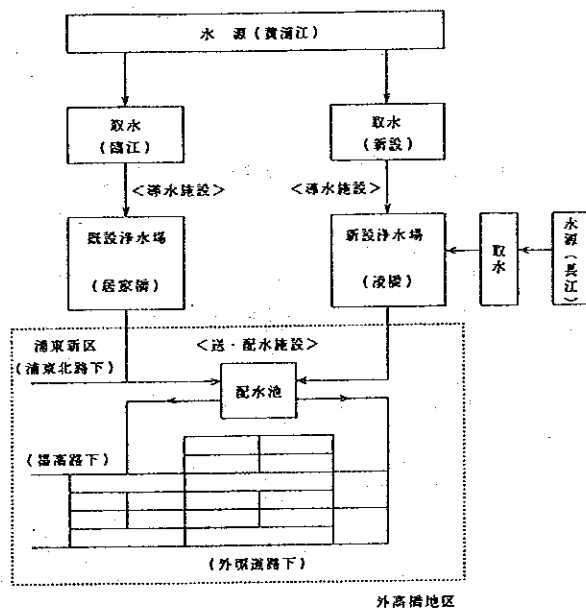 水 源(黄浦江)
取水
(臨江)
取水
(新設)
<導水施設>
<導水施設>
既設浄水場
(居家橋)
新設浄水場
(凌橋)
取水
水源(長江)
浦東新区
(浦東北路下)
<送・配水施設>
配水池
(楊高路下)
(外環道路下)
外高橋地区